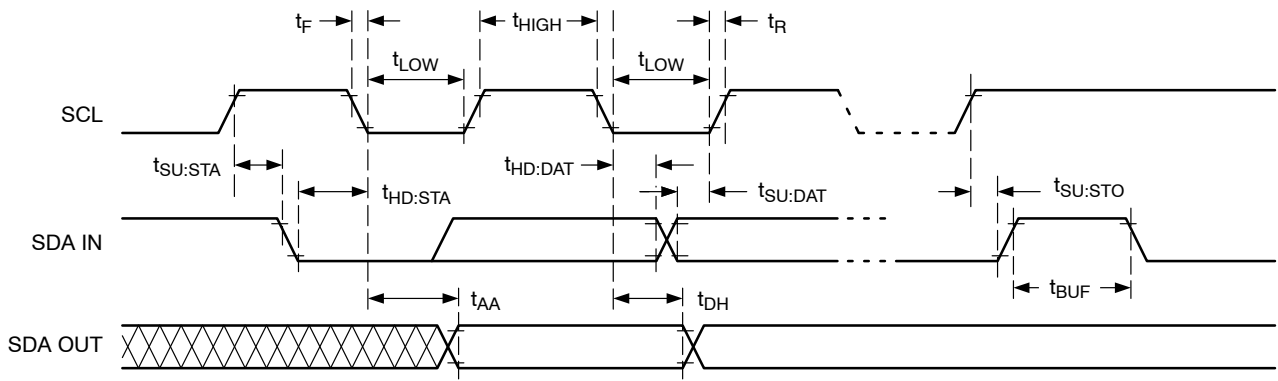 tF
tHIGH
tR
tLOW
tLOW
SCL
tSU:STA
tHD:DAT
tHD:STA
tSU:DAT
tSU:STO
SDA IN
tBUF
tAA
tDH
SDA OUT